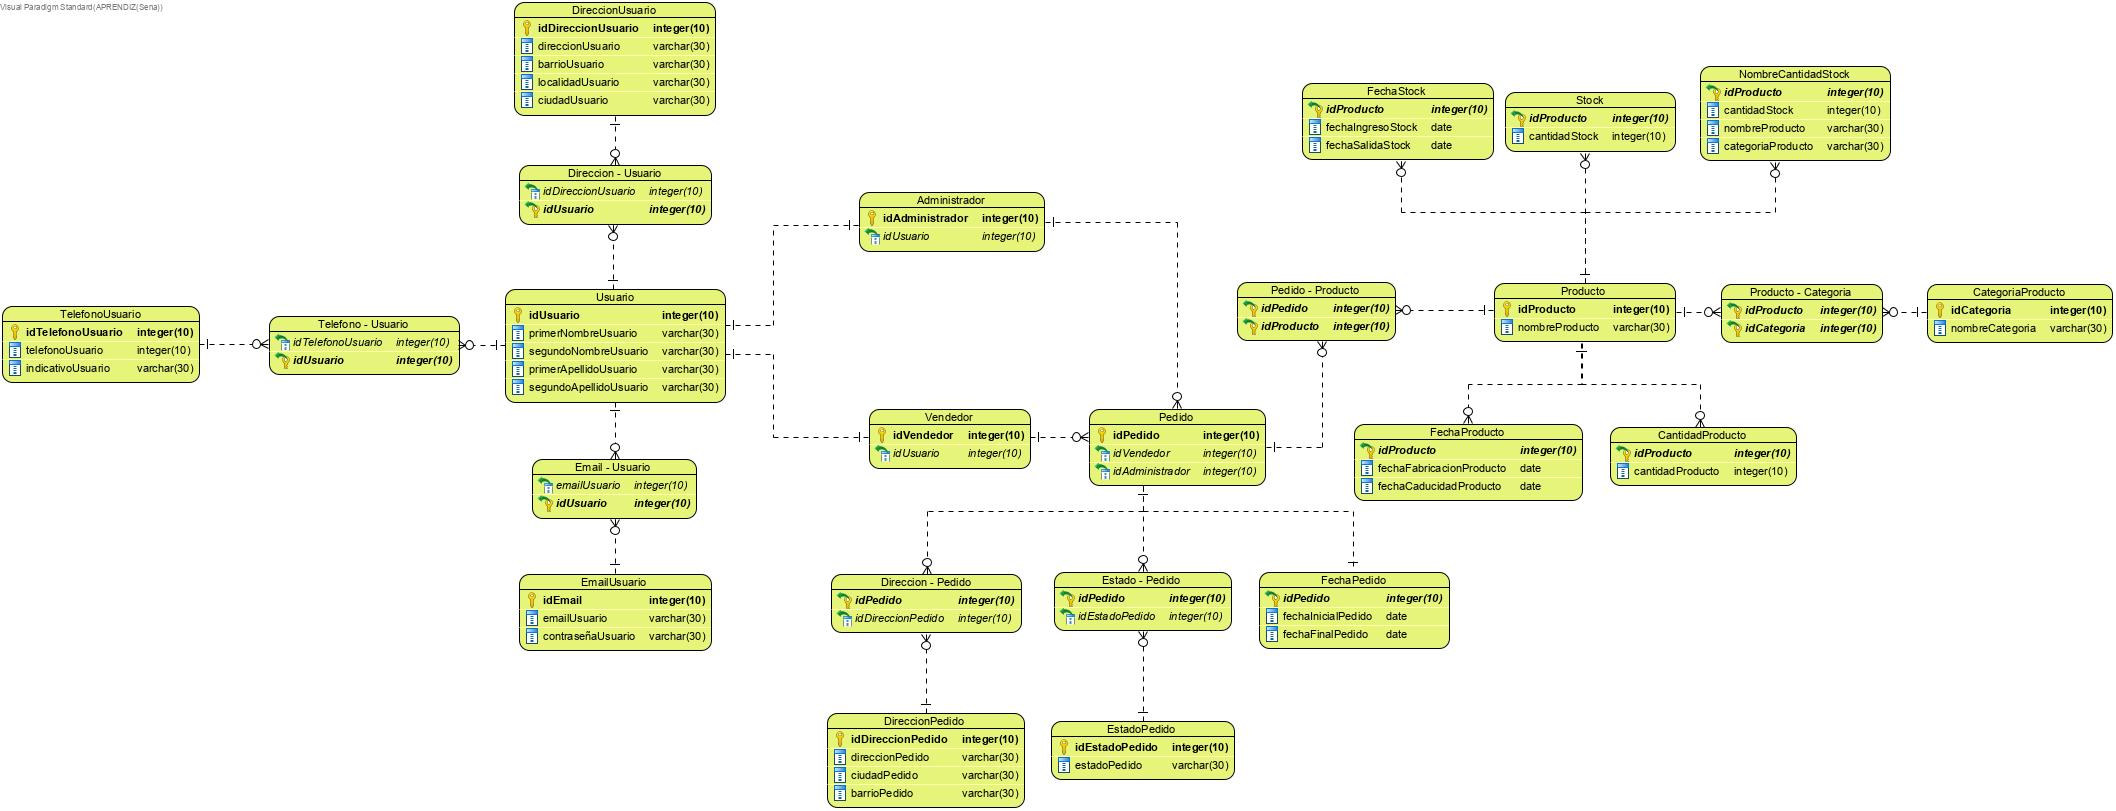 Visual Paradigm Standard(APRENDIZ(Sena))
DireccionUsuario
idDireccionUsuario integer(10)
direccionUsuario varchar(30)
barrioUsuario varchar(30)
localidadUsuario varchar(30)
ciudadUsuario varchar(30)
Direccion - Usuario
idDireccionUsuario integer(10)
idUsuario integer(10)
TelefonoUsuario
idTelefonoUsuario integer(10)
telefonoUsuario integer(10)
indicativoUsuario varchar(30)
Telefono - Usuario
idTelefonoUsuario integer(10)
idUsuario integer(10)
Usuario
idUsuario integer(10)
primerNombreUsuario varchar(30)
segundoNombreUsuario varchar(30)
primerApellidoUsuario varchar(30)
segundoApellidoUsuario varchar(30)
Email - Usuario
emailUsuario integer(10)
idUsuario integer(10)
EmailUsuario
idEmail integer(10)
emailUsuario varchar(30)
contraseñaUsuario varchar(30)
Administrador
idAdministrador integer(10)
idUsuario integer(10)
Vendedor
idVendedor integer(10)
idUsuario integer(10)
Pedido
idPedido integer(10)
idVendedor integer(10)
idAdministrador integer(10)
Direccion - Pedido
idPedido integer(10)
idDireccionPedido integer(10)
Estado - Pedido
idPedido integer(10)
idEstadoPedido integer(10)
FechaPedido
idPedido integer(10)
fechaInicialPedido date
fechaFinalPedido date
DireccionPedido
idDireccionPedido integer(10)
direccionPedido varchar(30)
ciudadPedido varchar(30)
barrioPedido varchar(30)
EstadoPedido
idEstadoPedido integer(10)
estadoPedido varchar(30)
FechaStock
idProducto integer(10)
fechaIngresoStock date
fechaSalidaStock date
Stock
idProducto integer(10)
cantidadStock integer(10)
NombreCantidadStock
idProducto integer(10)
cantidadStock integer(10)
nombreProducto varchar(30)
categoriaProducto varchar(30)
Pedido - Producto
idPedido integer(10)
idProducto integer(10)
Producto
idProducto integer(10)
nombreProducto varchar(30)
Producto - Categoria
idProducto integer(10)
idCategoria integer(10)
CategoriaProducto
idCategoria integer(10)
nombreCategoria varchar(30)
FechaProducto
idProducto integer(10)
fechaFabricacionProducto date
fechaCaducidadProducto date
CantidadProducto
idProducto integer(10)
cantidadProducto integer(10)